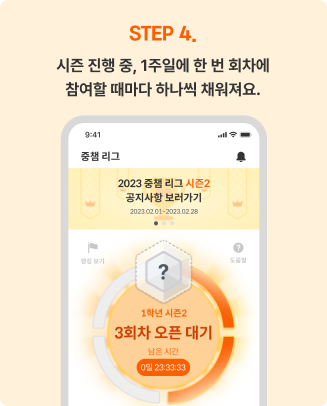 STEP 4.
시즌 진행 중, 1주일에 한 번 회차에
참여할 때마다 하나씩 채워져요.
9:41
중챔 리그
2023 중챔 리그 시즌2
공지사항 보러가기
2023.02.01~2023.02.28
랭킹 보기
도움말
?
1학년 시즌2
3회차 오픈 대기
남은 시간
0일 23:33:33